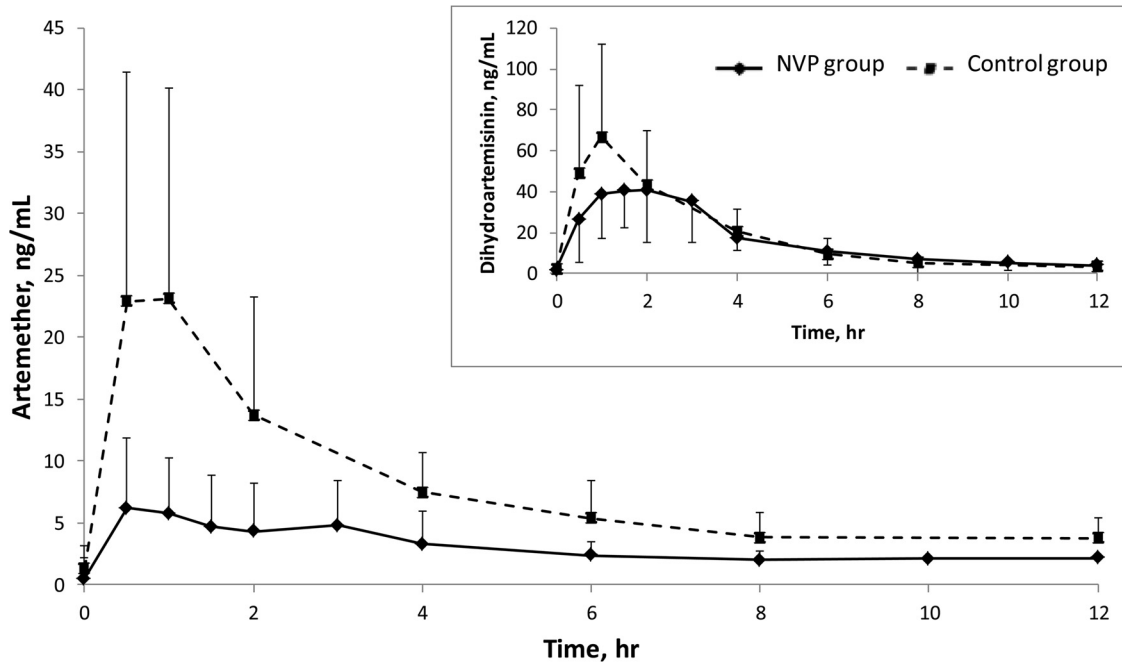 45
40
35
30
25
20
15
10
5
0
Artemether, ng/mL
0 2 4 6 8 10 12
Time, hr
120
100
80
60
40
20
0
Dihydroartemisinin, ng/mL
NVP group Control group
0 2 4 6 8 10 12
Time, hr